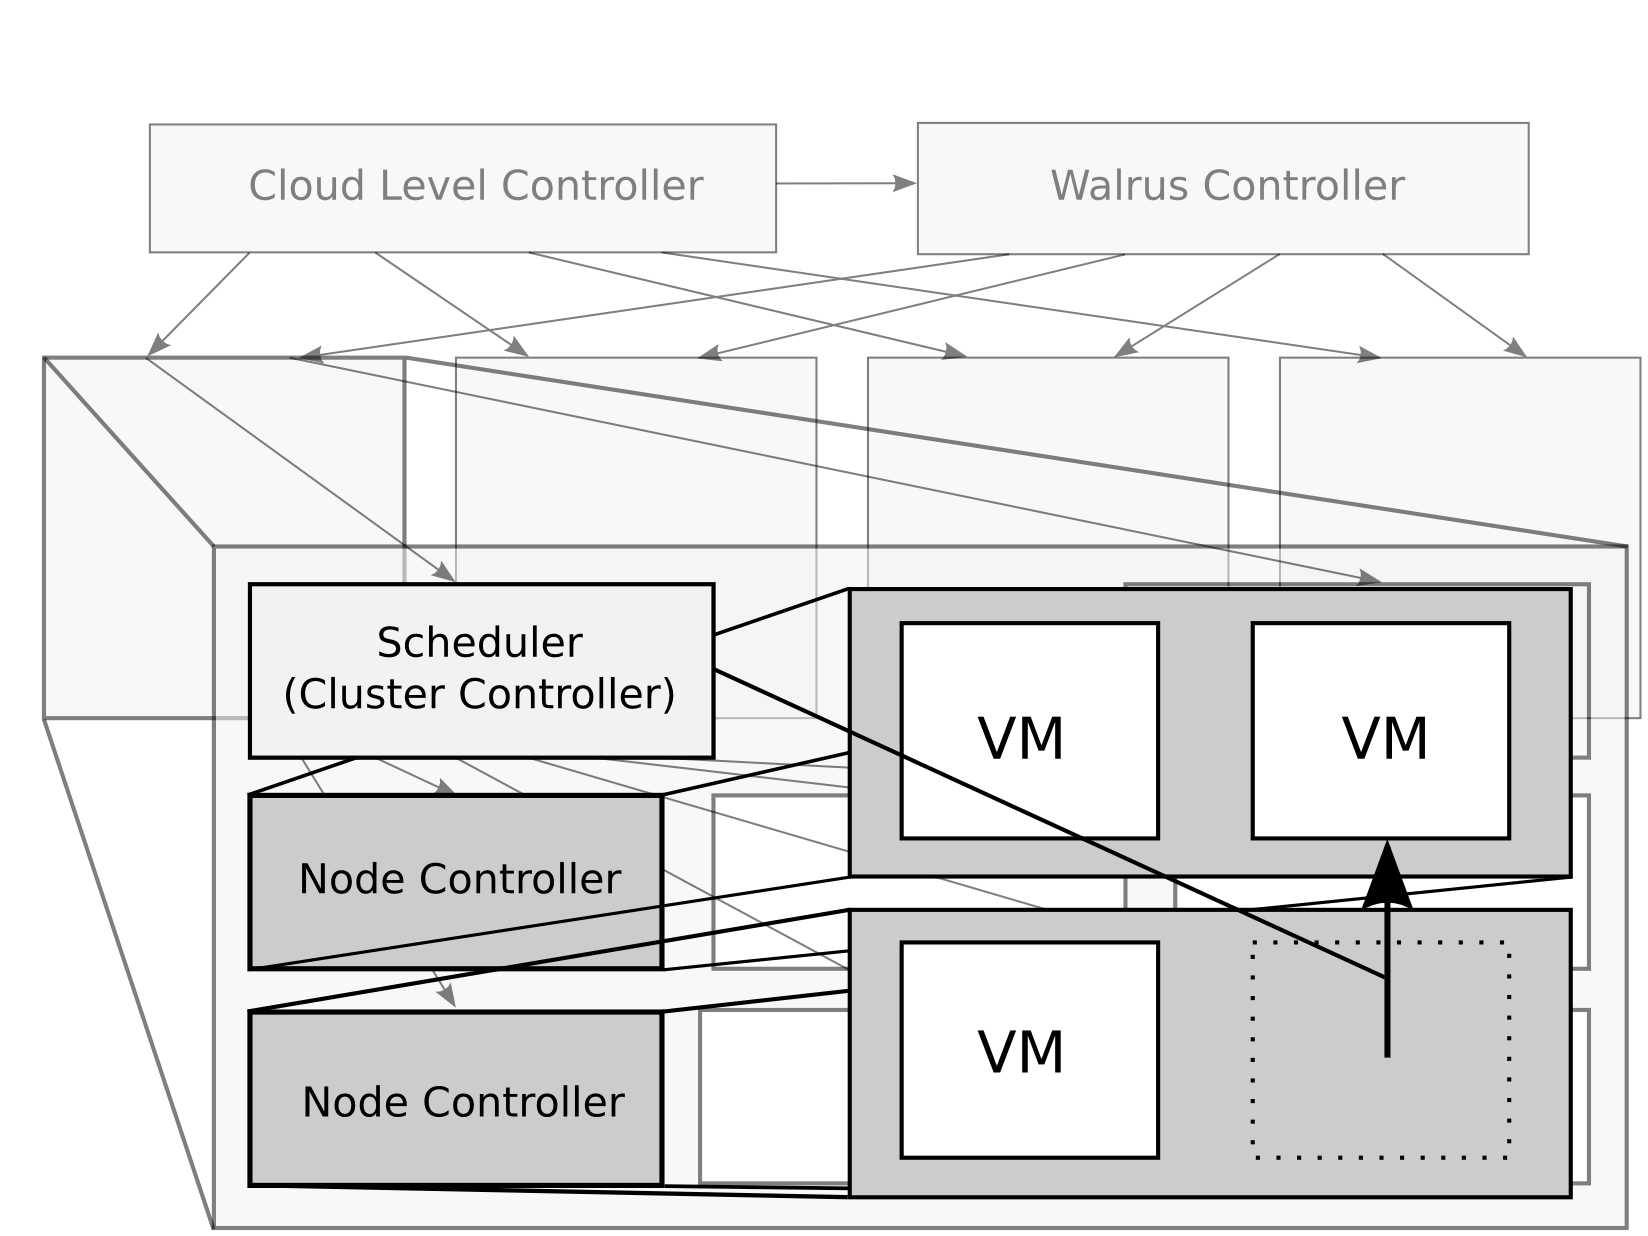 Cloud Level Controller
Walrus Controller
Scheduler
(Cluster Controller)
VM
VM
Node Controller
VM
Node Controller